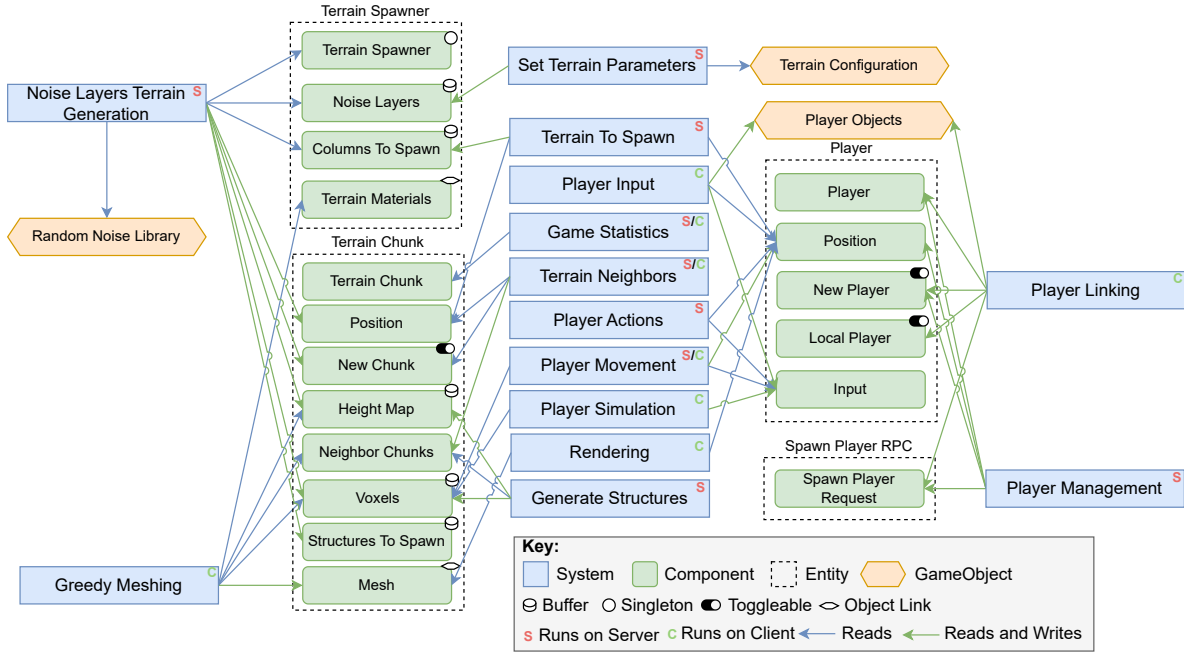 Terrain Spawner
Terrain Spawner
Noise Layers
Columns To Spawn
Terrain Materials
Noise Layers Terrain
Generation
S
Random Noise Library
Terrain Chunk
Terrain Chunk
Position
New Chunk
Height Map
Neighbor Chunks
Voxels
Structures To Spawn
Mesh
Greedy Meshing
C
Set Terrain Parameters
S
Terrain To Spawn
S
Player Input
C
Game Statistics
S/C
Terrain Neighbors
S/C
Player Actions
S
Player Movement
S/C
Player Simulation
C
Rendering
C
Generate Structures
S
Terrain Configuration
Player Objects
Player
Player
Position
New Player
Local Player
Input
Spawn Player RPC
Spawn Player
Request
Player Linking
C
Player Management
S
Key:
System
Component
Entity
GameObject
Buffer
Singleton
Toggleable
Object Link
S Runs on Server
C Runs on Client
Reads
Reads and Writes